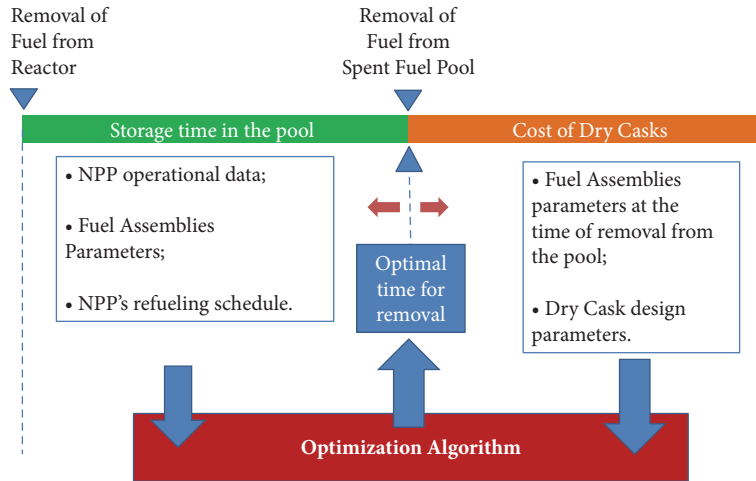 Removal of
Fuel from
Reactor
Removal of
Fuel from
Spent Fuel Pool
Storage time in the pool
Cost of Dry Casks
• NPP operational data;
• Fuel Assemblies
Parameters;
• NPP's refueling schedule.
Optimal
time for
removal
• Fuel Assemblies
parameters at the
time of removal from
the pool;
• Dry Cask design
parameters.
Optimization Algorithm